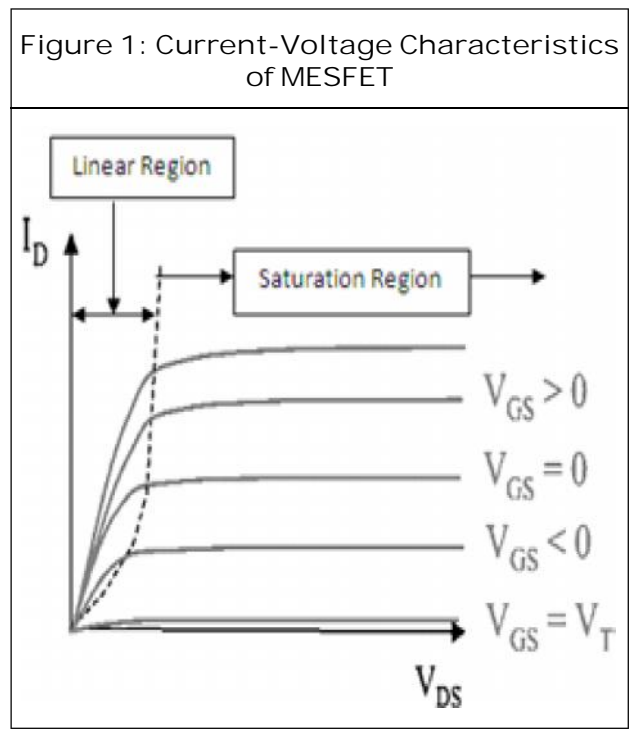 Figure 1: Current-Voltage Characteristics
of MESFET
Linear Region
I_D
Saturation Region
V_GS > 0
V_GS = 0
V_GS < 0
V_GS = V_T
V_DS